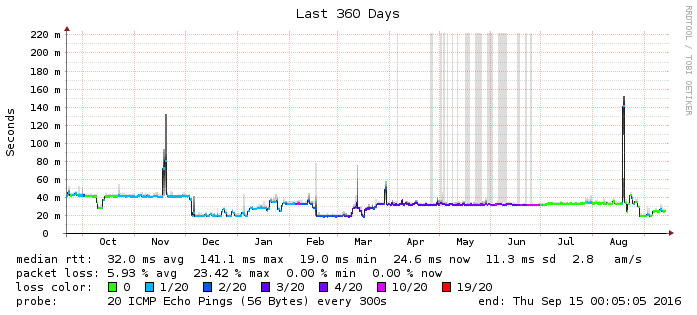 Last 360 Days
RRDTOOL / TOBI OETIKER
Seconds
220 m
200 m
180 m
160 m
140 m
120 m
100 m
80 m
60 m
40 m
20 m
0
Oct Nov Dec Jan Feb Mar Apr May Jun Jul Aug
median rtt: 32.0 ms avg 141.1 ms max 19.0 ms min 24.6 ms now 11.3 ms sd 2.8 am/s
packet loss: 5.93 % avg 23.42 % max 0.00 % min 0.00 % now
loss color: 0 1/20 2/20 3/20 4/20 10/20 19/20
probe: 20 ICMP Echo Pings (56 Bytes) every 300s end: Thu Sep 15 00:05:05 2016